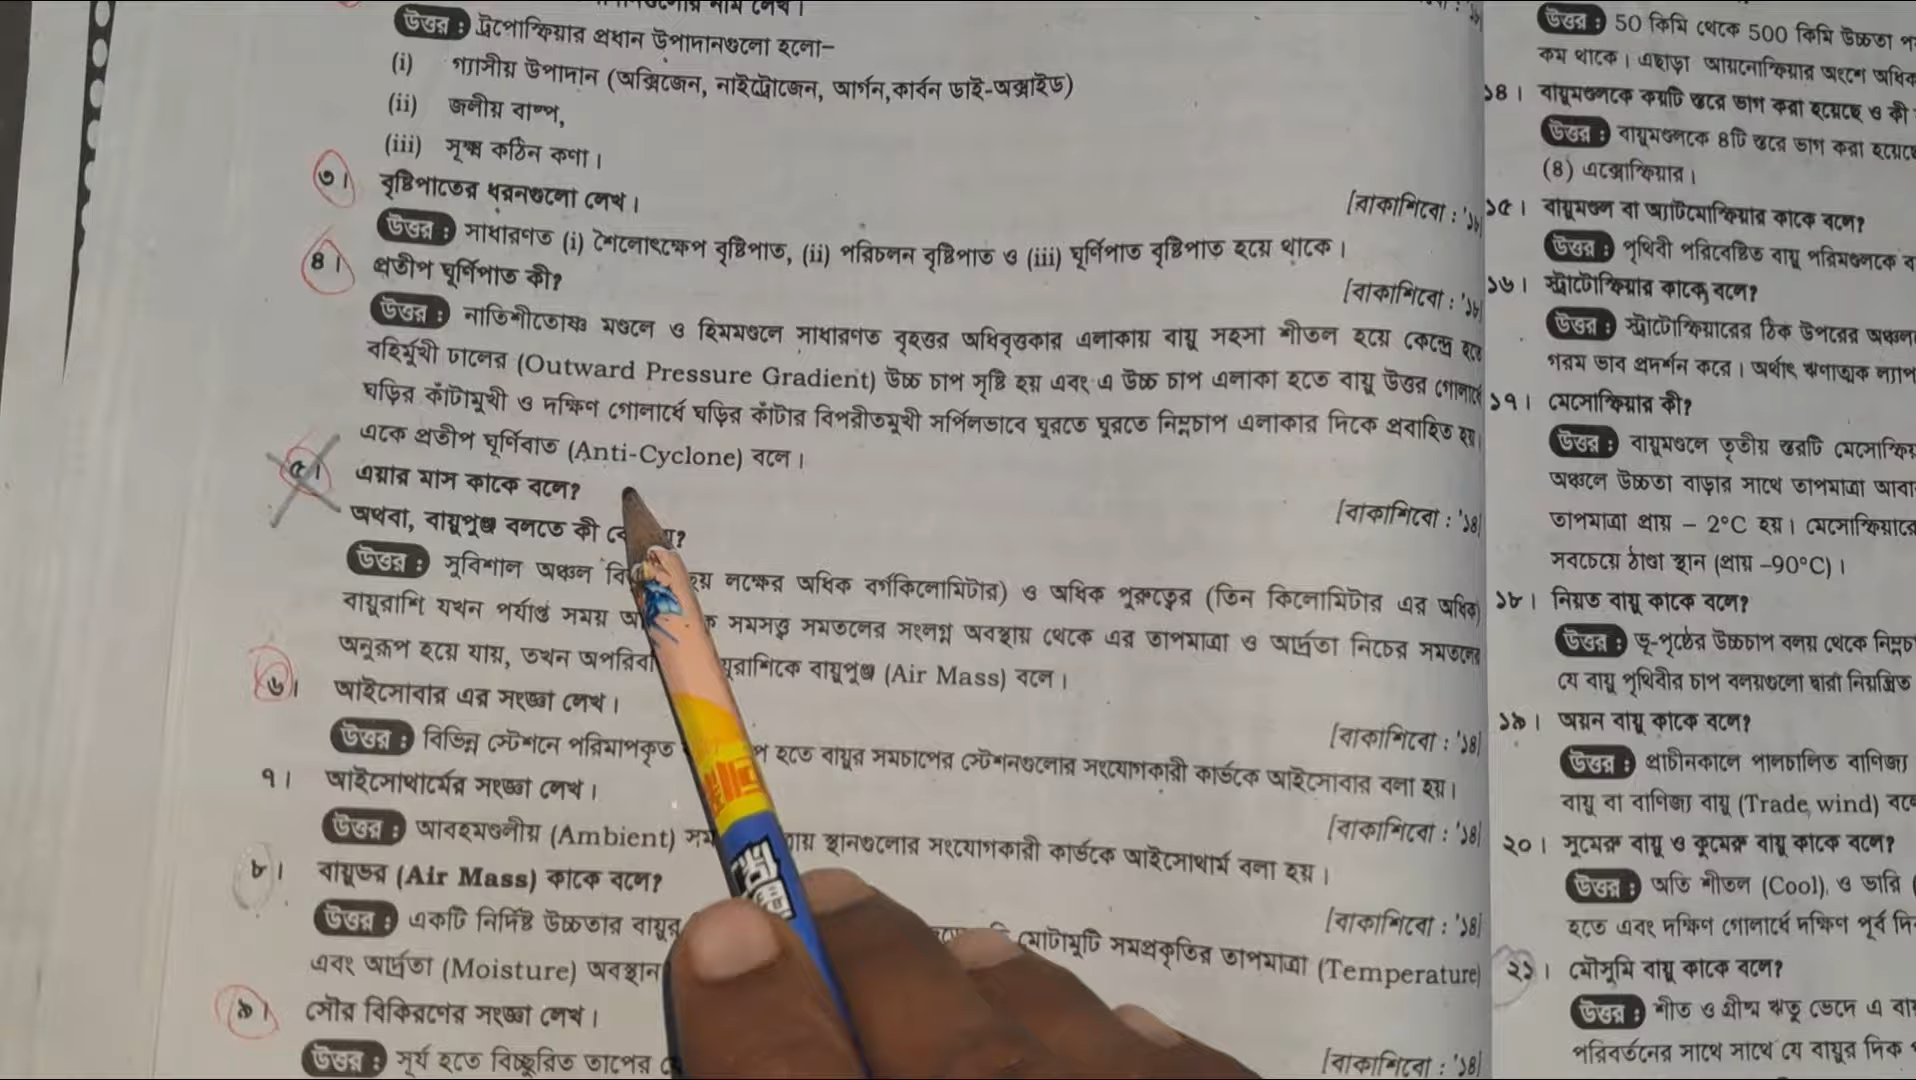 উত্তর : ট্রপোস্ফিয়ার প্রধান উপাদানগুলো হলো–
(i) গ্যাসীয় উপাদান (অক্সিজেন, নাইট্রোজেন, আর্গন,কার্বন ডাই-অক্সাইড)
(ii) জলীয় বাষ্প,
(iii) সূক্ষ্ম কঠিন কণা।
৩। বৃষ্টিপাতের ধরনগুলো লেখ।
[বাকাশিবো : '১৮
উত্তর : সাধারণত (i) শৈলোৎক্ষেপ বৃষ্টিপাত, (ii) পরিচলন বৃষ্টিপাত ও (iii) ঘূর্ণিপাত বৃষ্টিপাত হয়ে থাকে।
৪। প্রতীপ ঘূর্ণিপাত কী?
[বাকাশিবো : '১৮
উত্তর : নাতিশীতোষ্ণ মণ্ডলে ও হিমমণ্ডলে সাধারণত বৃহত্তর অধিবৃত্তকার এলাকায় বায়ু সহসা শীতল হয়ে কেন্দ্রে হতে
বহির্মুখী ঢালের (Outward Pressure Gradient) উচ্চ চাপ সৃষ্টি হয় এবং এ উচ্চ চাপ এলাকা হতে বায়ু উত্তর গোলার্ধে
ঘড়ির কাঁটামুখী ও দক্ষিণ গোলার্ধে ঘড়ির কাঁটার বিপরীতমুখী সর্পিলভাবে ঘুরতে ঘুরতে নিম্নচাপ এলাকার দিকে প্রবাহিত হয়।
একে প্রতীপ ঘূর্ণিবাত (Anti-Cyclone) বলে।
৫। এয়ার মাস কাকে বলে?
অথবা, বায়ুপুঞ্জ বলতে কী
[বাকাশিবো : '১৪]
উত্তর : সুবিশাল অঞ্চল লক্ষের অধিক বর্গকিলোমিটার) ও অধিক পুরুত্বের (তিন কিলোমিটার এর অধিক)
বায়ুরাশি যখন পর্যাপ্ত সময় সমসত্ত্ব সমতলের সংলগ্ন অবস্থায় থেকে এর তাপমাত্রা ও আর্দ্রতা নিচের সমতলের
অনুরূপ হয়ে যায়, তখন বায়ুপুঞ্জ (Air Mass) বলে।
৬। আইসোবার এর সংজ্ঞা লেখ।
[বাকাশিবো : '১৪]
উত্তর : বিভিন্ন স্টেশনে পরিমাপকৃত হতে বায়ুর সমচাপের স্টেশনগুলোর সংযোগকারী কার্ভকে আইসোবার বলা হয়।
৭। আইসোথার্মের সংজ্ঞা লেখ।
[বাকাশিবো : '১৪]
উত্তর : আবহমণ্ডলীয় (Ambient) স্থানগুলোর সংযোগকারী কার্ভকে আইসোথার্ম বলা হয়।
৮। বায়ুভর (Air Mass) কাকে বলে?
[বাকাশিবো : '১৪]
উত্তর : একটি নির্দিষ্ট উচ্চতার বায়ুর মোটামুটি সমপ্রকৃতির তাপমাত্রা (Temperature)
এবং আর্দ্রতা (Moisture) অবস্থান
৯। সৌর বিকিরণের সংজ্ঞা লেখ।
[বাকাশিবো : '১৪]
উত্তর : সূর্য হতে বিচ্ছুরিত তাপের
উত্তর : 50 কিমি থেকে 500 কিমি উচ্চতা
কম থাকে। এছাড়া আয়নোস্ফিয়ার অংশে অধিক
১৪। বায়ুমণ্ডলকে কয়টি স্তরে ভাগ করা হয়েছে ও কী
উত্তর : বায়ুমণ্ডলকে ৪টি স্তরে ভাগ করা হয়েছে
(৪) এক্সোস্ফিয়ার।
১৫। বায়ুমণ্ডল বা অ্যাটমোস্ফিয়ার কাকে বলে?
উত্তর : পৃথিবী পরিবেষ্টিত বায়ু পরিমণ্ডলকে
১৬। স্ট্রাটোস্ফিয়ার কাকে বলে?
উত্তর : স্ট্রাটোস্ফিয়ারের ঠিক উপরের অঞ্চল
গরম ভাব প্রদর্শন করে। অর্থাৎ ঋণাত্মক ল্যাপ
১৭। মেসোস্ফিয়ার কী?
উত্তর : বায়ুমণ্ডলে তৃতীয় স্তরটি মেসোস্ফিয়
অঞ্চলে উচ্চতা বাড়ার সাথে তাপমাত্রা আবা
তাপমাত্রা প্রায় – 2°C হয়। মেসোস্ফিয়ারে
সবচেয়ে ঠাণ্ডা স্থান (প্রায় –90°C)।
১৮। নিয়ত বায়ু কাকে বলে?
উত্তর : ভূ-পৃষ্ঠের উচ্চচাপ বলয় থেকে নিম্নচ
যে বায়ু পৃথিবীর চাপ বলয়গুলো দ্বারা নিয়ন্ত্রিত
১৯। অয়ন বায়ু কাকে বলে?
উত্তর : প্রাচীনকালে পালচালিত বাণিজ্য
বায়ু বা বাণিজ্য বায়ু (Trade wind) বলে
২০। সুমেরু বায়ু ও কুমেরু বায়ু কাকে বলে?
উত্তর : অতি শীতল (Cool), ও ভারি
হতে এবং দক্ষিণ গোলার্ধে দক্ষিণ পূর্ব দি
২১। মৌসুমি বায়ু কাকে বলে?
উত্তর : শীত ও গ্রীষ্ম ঋতু ভেদে এ বা
পরিবর্তনের সাথে সাথে যে বায়ুর দিক